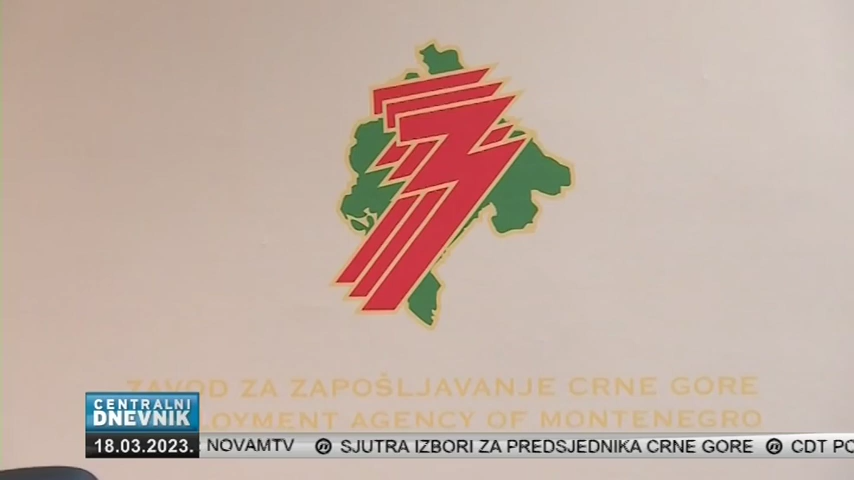 ZAVOD ZA ZAPOŠLJAVANJE CRNE GORE
LOYMENT AGENCY OF MONTENEGRO
CENTRALNI
DNEVNIK
18.03.2023. NOVAMTV SJUTRA IZBORI ZA PREDSJEDNIKA CRNE GORE CDT PO